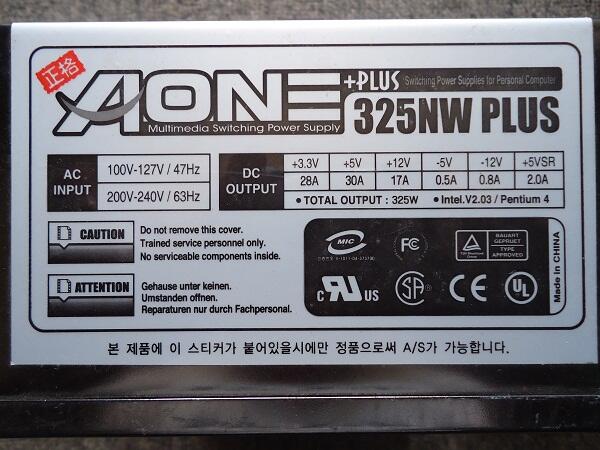 正格
AONE
+PLUS
Switching Power Supplies for Personal Computer
Multimedia Switching Power Supply
325NW PLUS
AC INPUT
100V-127V / 47Hz
200V-240V / 63Hz
DC OUTPUT
+3.3V +5V +12V -5V -12V +5VSR
28A 30A 17A 0.5A 0.8A 2.0A
• TOTAL OUTPUT : 325W • Intel.V2.03 / Pentium 4
CAUTION
Do not remove this cover.
Trained service personnel only.
No serviceable components inside.
ATTENTION
Gehause unter keinen.
Umstanden offnen.
Reparaturen nur durch Fachpersonal.
MIC
FC
BAUART
GEPRUFT
TYPE
APPROVED
C UR US
SA
CE
UL
Made in CHINA
본 제품에 이 스티커가 붙어있을시에만 정품으로써 A/S가 가능합니다.